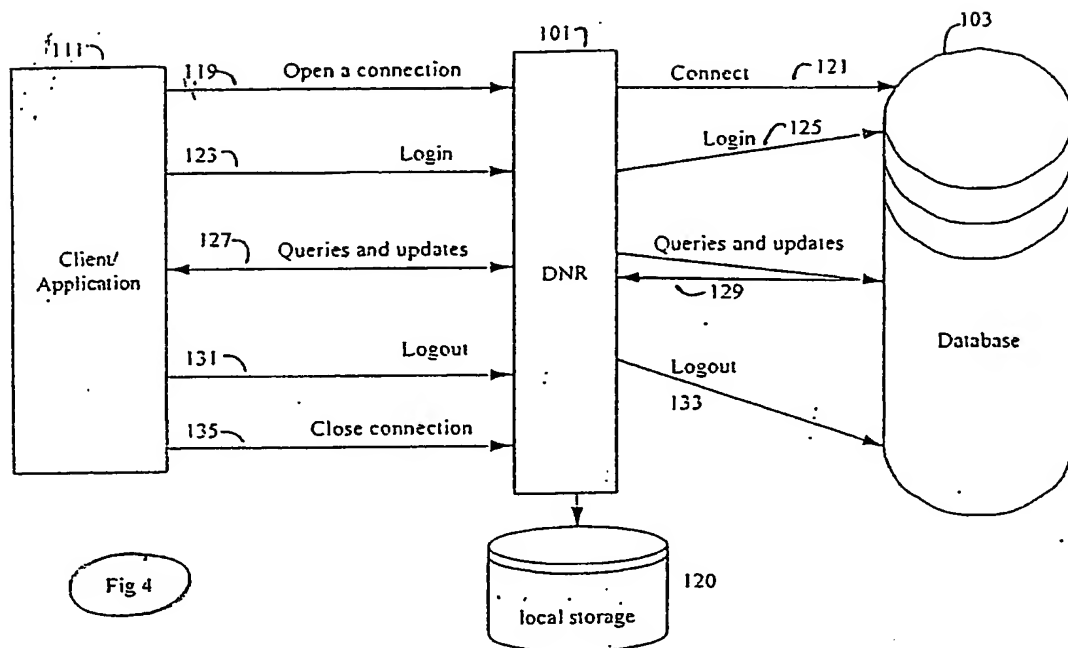 111
101
103
119
Open a connection
Connect
121
123
Login
Login
125
127
Queries and updates
Queries and updates
Client/
Application
DNR
129
Database
131
Logout
Logout
133
135
Close connection
Fig 4
local storage
120